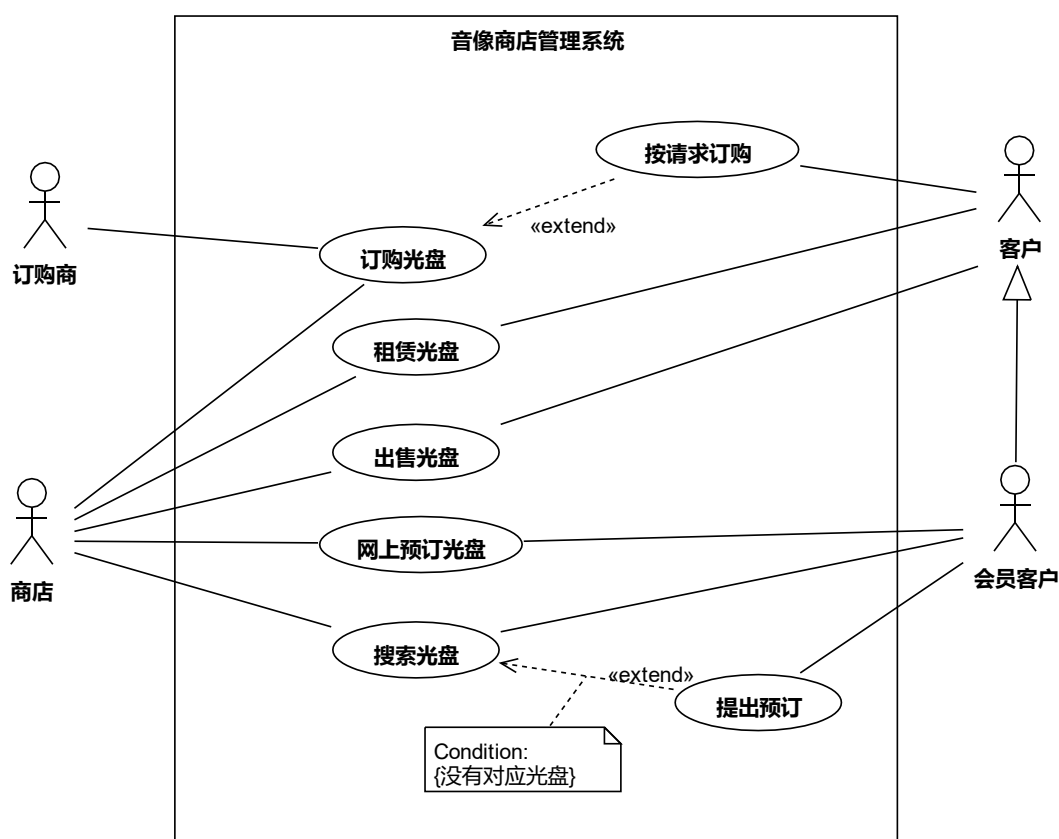 音像商店管理系统
按请求订购
«extend»
订购商
订购光盘
客户
租赁光盘
出售光盘
网上预订光盘
商店
会员客户
搜索光盘
«extend»
提出预订
Condition:
{没有对应光盘}